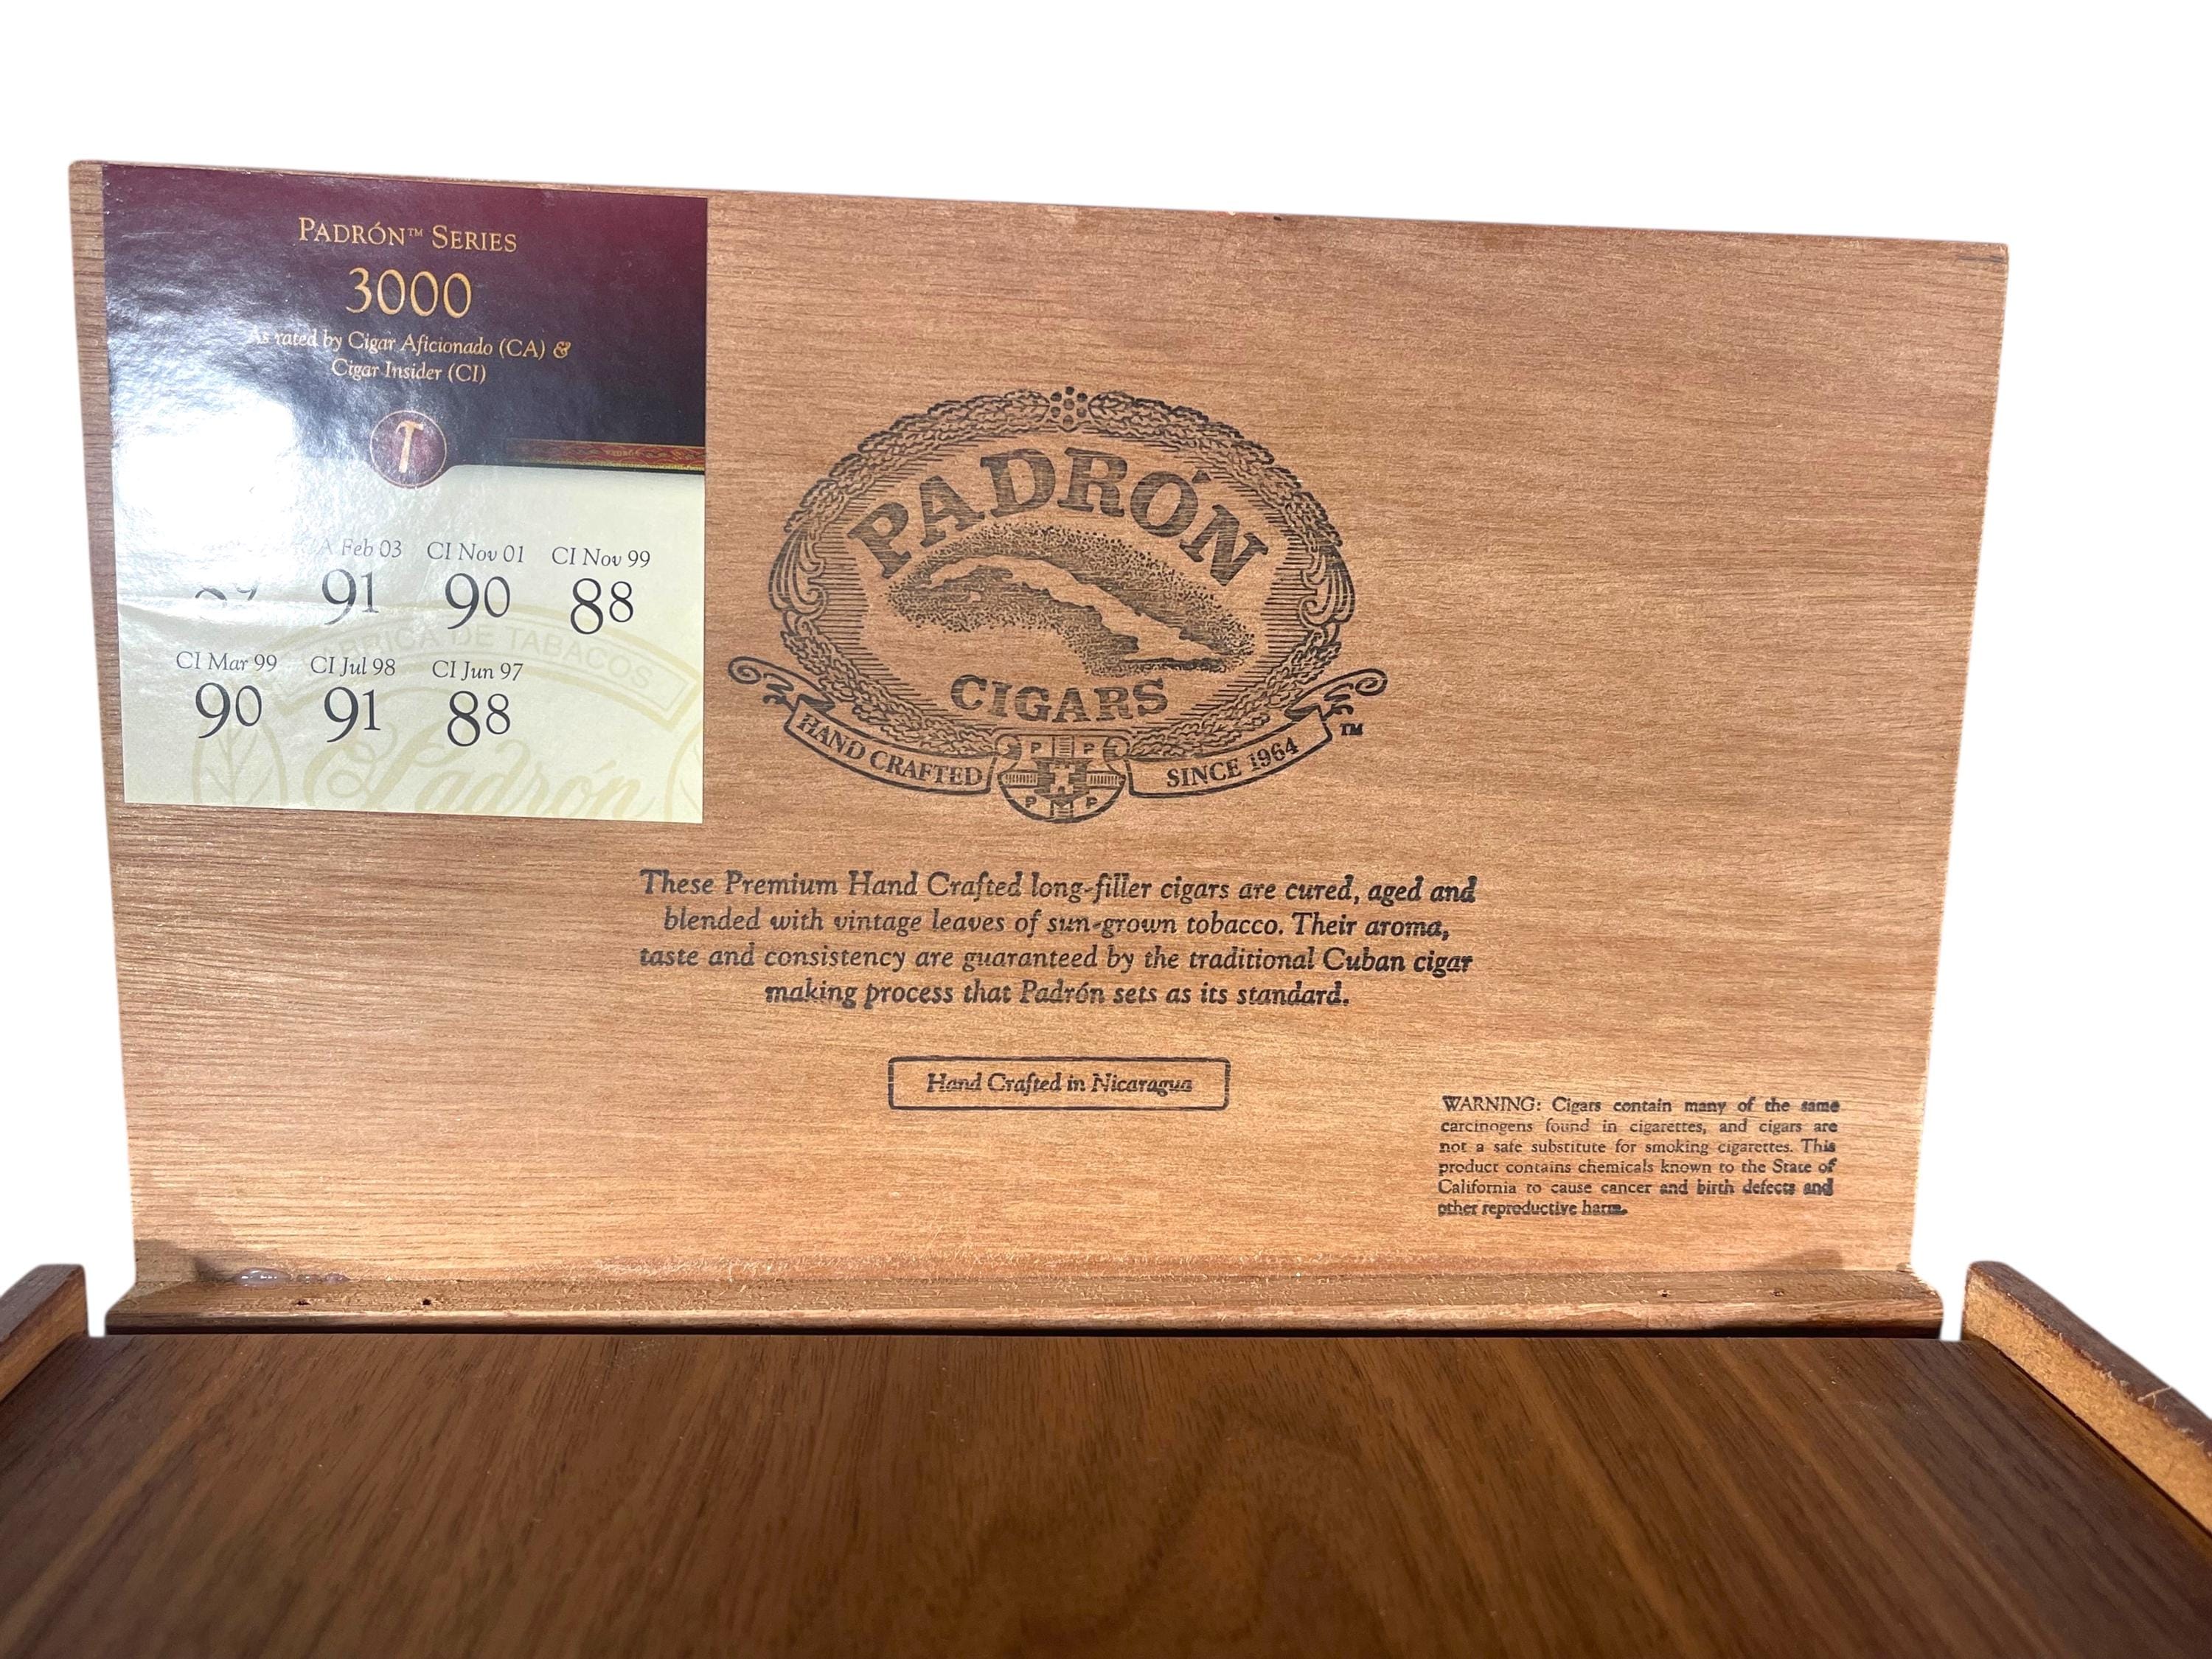 PADRÓN™ SERIES
3000
As rated by Cigar Aficionado (CA) &
Cigar Insider (CI)
Feb 03 CI Nov 01 CI Nov 99
91 90 88
FABRICA DE TABACOS
CI Mar 99 CI Jul 98 CI Jun 97
90 91 88
Padrón
PADRÓN
CIGARS
HAND CRAFTED SINCE 1964 ™
P P
P M P
These Premium Hand Crafted long-filler cigars are cured, aged and
blended with vintage leaves of sun-grown tobacco. Their aroma,
taste and consistency are guaranteed by the traditional Cuban cigar
making process that Padrón sets as its standard.
Hand Crafted in Nicaragua
WARNING: Cigars contain many of the same
carcinogens found in cigarettes, and cigars are
not a safe substitute for smoking cigarettes. This
product contains chemicals known to the State of
California to cause cancer and birth defects and
other reproductive harm.